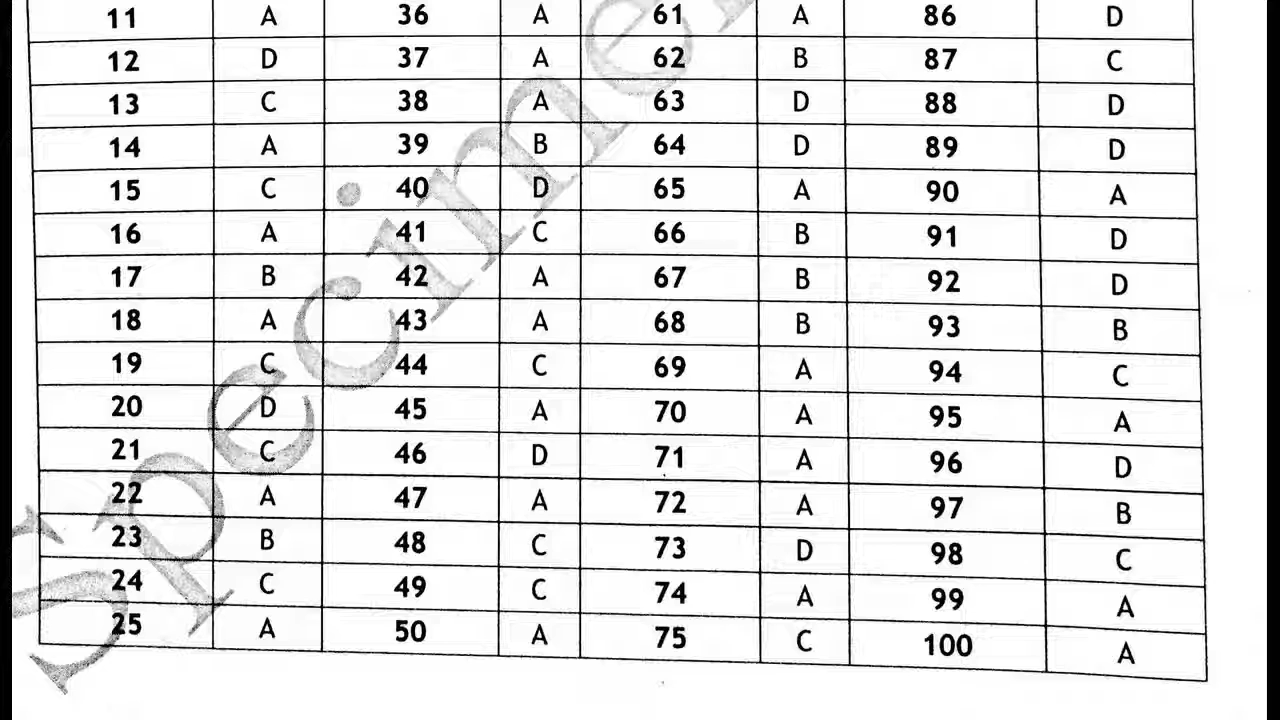 11 A 36 A 61 A 86 D
12 D 37 A 62 B 87 C
13 C 38 A 63 D 88 D
14 A 39 B 64 D 89 D
15 C 40 D 65 A 90 A
16 A 41 C 66 B 91 D
17 B 42 A 67 B 92 D
18 A 43 A 68 B 93 B
19 C 44 C 69 A 94 C
20 D 45 A 70 A 95 A
21 C 46 D 71 A 96 D
22 A 47 A 72 A 97 B
23 B 48 C 73 D 98 C
24 C 49 C 74 A 99 A
25 A 50 A 75 C 100 A
Specimen